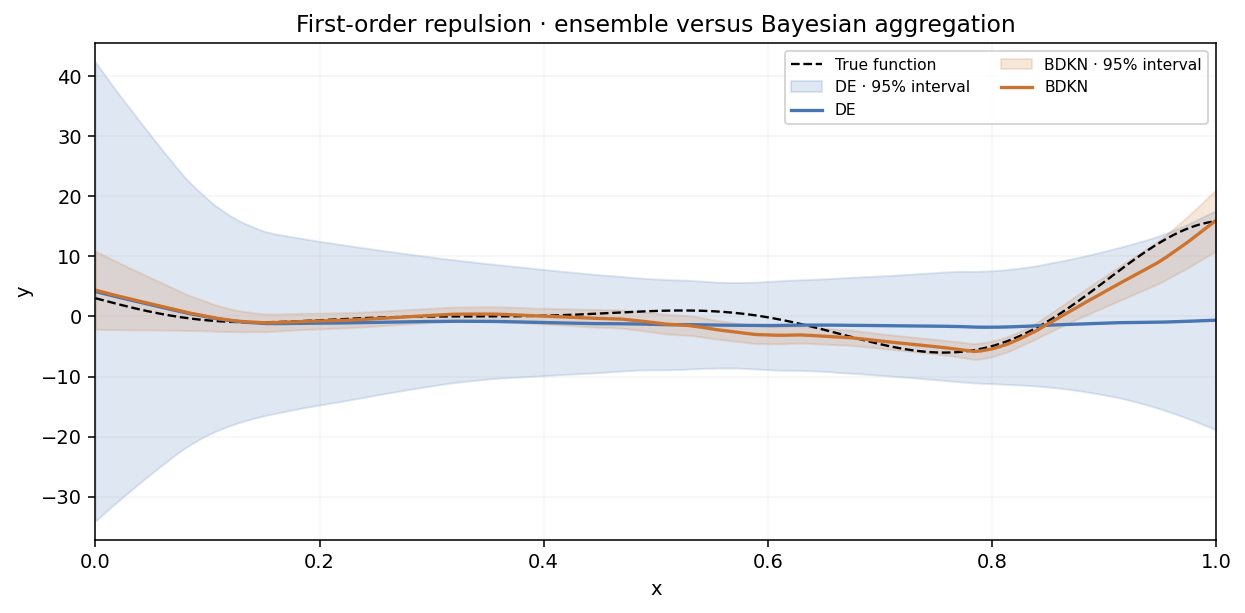 First-order repulsion · ensemble versus Bayesian aggregation
True function
DE · 95% interval
DE
BDKN · 95% interval
BDKN
y
40
30
20
10
0
−10
−20
−30
0.0
0.2
0.4
0.6
0.8
1.0
x